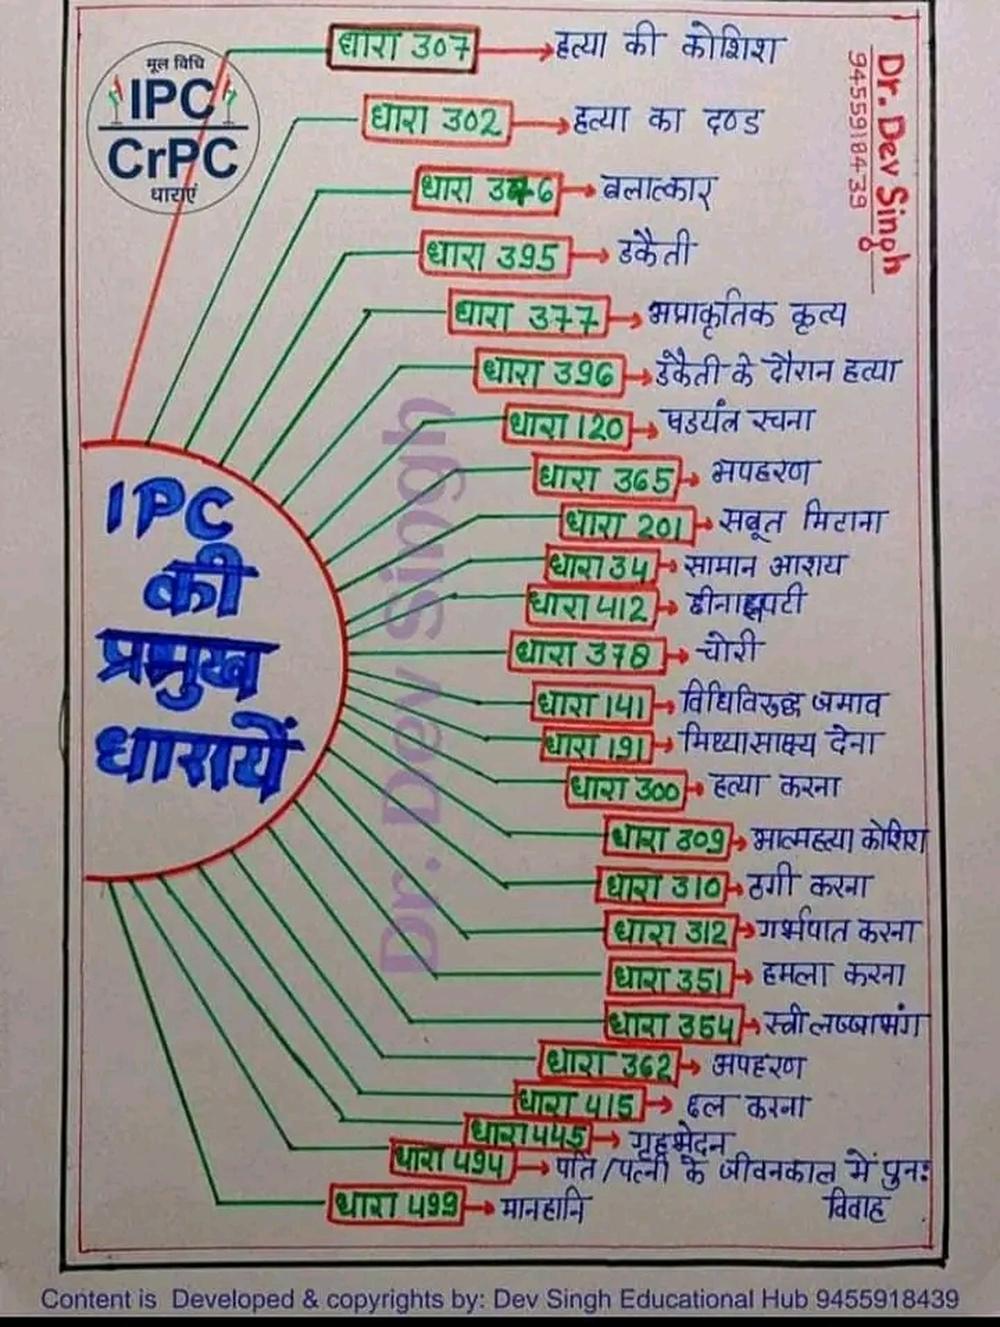 मूल विधि
IPC
CrPC
धाराएं
Dr. Dev Singh
9455918439
धारा 307 → हत्या की कोशिश
धारा 302 → हत्या का दण्ड
धारा 376 → बलात्कार
धारा 395 → डकैती
धारा 377 → अप्राकृतिक कृत्य
धारा 396 → डकैती के दौरान हत्या
धारा 120 → षडयंत्र रचना
धारा 365 → अपहरण
धारा 201 → सबूत मिटाना
धारा 34 → सामान आशय
धारा 412 → छीनाझपटी
धारा 378 → चोरी
धारा 141 → विधिविरुद्ध जमाव
धारा 191 → मिथ्यासाक्ष्य देना
धारा 300 → हत्या करना
धारा 309 → आत्महत्या कोशिश
धारा 310 → ठगी करना
धारा 312 → गर्भपात करना
धारा 351 → हमला करना
धारा 354 → स्त्री लज्जाभंग
धारा 362 → अपहरण
धारा 415 → छल करना
धारा 445 → गृहभेदन
धारा 494 → पति/पत्नी के जीवनकाल में पुनः
विवाह
धारा 499 → मानहानि
IPC
की
प्रमुख
धारायें
Dr. Dev Singh
Content is Developed & copyrights by: Dev Singh Educational Hub 9455918439